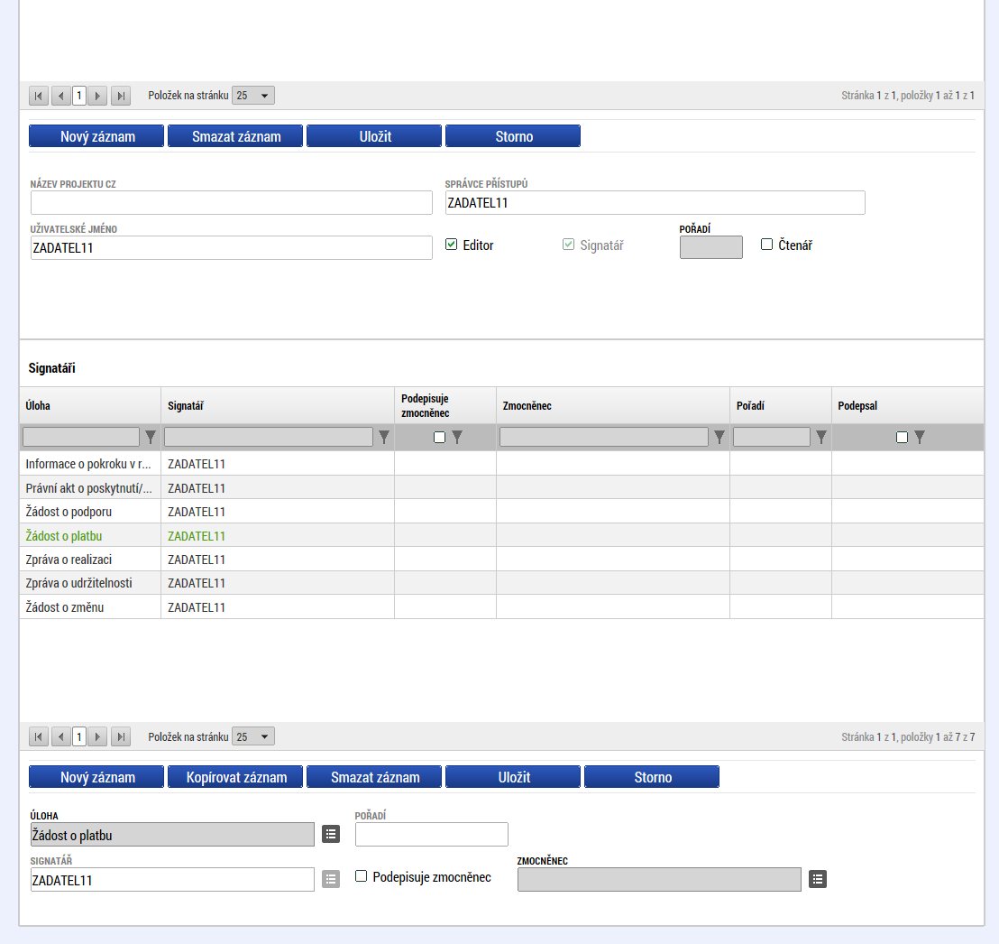 1 Položek na stránku 25 Stránka 1 z 1, položky 1 až 1 z 1
Nový záznam Smazat záznam Uložit Storno
NÁZEV PROJEKTU CZ SPRÁVCE PŘÍSTUPŮ
ZADATEL11
UŽIVATELSKÉ JMÉNO POŘADÍ
ZADATEL11 Editor Signatář Čtenář
Signatáři
Úloha Signatář Podepisuje zmocněnec Zmocněnec Pořadí Podepsal
Informace o pokroku v r... ZADATEL11
Právní akt o poskytnutí/... ZADATEL11
Žádost o podporu ZADATEL11
Žádost o platbu ZADATEL11
Zpráva o realizaci ZADATEL11
Zpráva o udržitelnosti ZADATEL11
Žádost o změnu ZADATEL11
1 Položek na stránku 25 Stránka 1 z 1, položky 1 až 7 z 7
Nový záznam Kopírovat záznam Smazat záznam Uložit Storno
ÚLOHA POŘADÍ
Žádost o platbu
SIGNATÁŘ ZMOCNĚNEC
ZADATEL11 Podepisuje zmocněnec